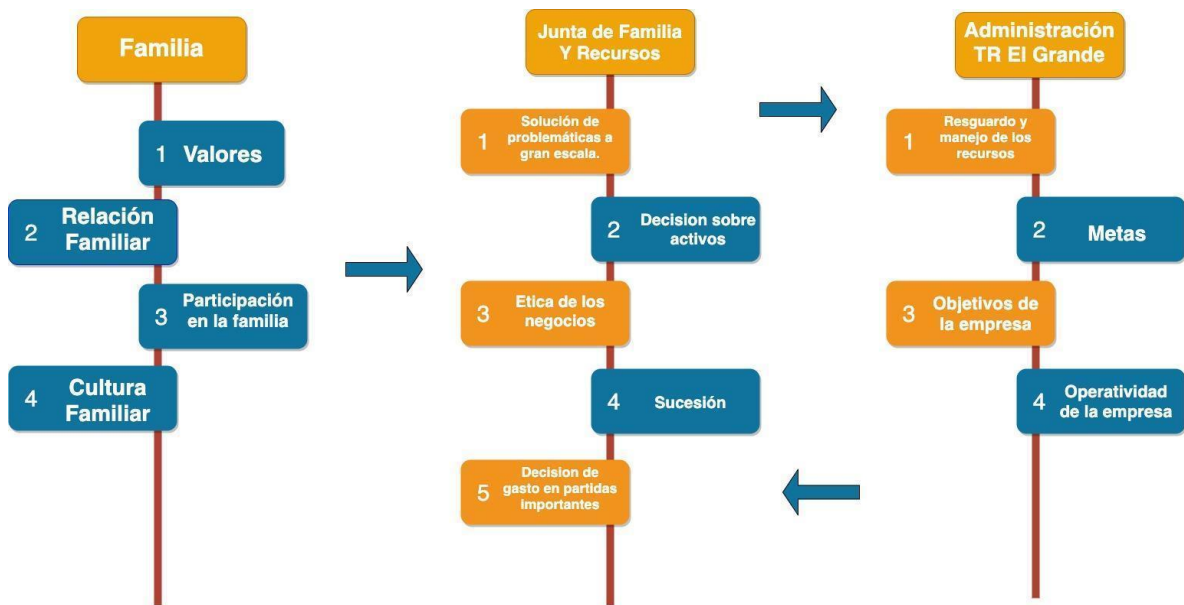 Familia
1 Valores
2 Relación
Familiar
3 Participación
en la familia
4 Cultura
Familiar
Junta de Familia
Y Recursos
1 Solución de
problemáticas a
gran escala.
2 Decision sobre
activos
3 Etica de los
negocios
4 Sucesión
5 Decision de
gasto en partidas
importantes
Administración
TR El Grande
1 Resguardo y
manejo de los
recursos
2 Metas
3 Objetivos de
la empresa
4 Operatividad
de la empresa